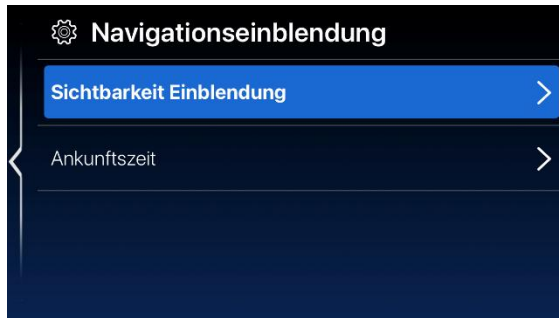 Navigationseinblendung
Sichtbarkeit Einblendung
Ankunftszeit